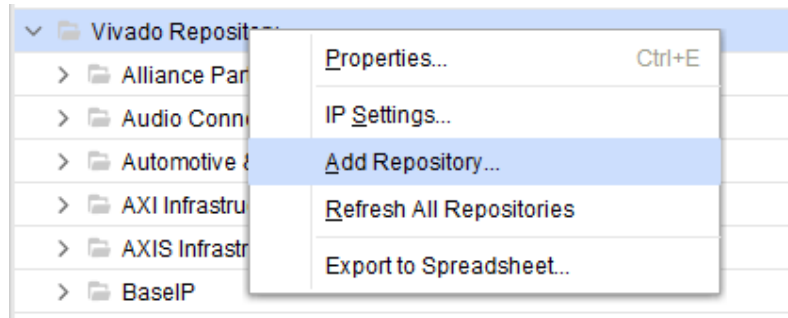 Vivado Repository
Properties... Ctrl+E
Alliance Par
Audio Conn
IP Settings...
Automotive &
Add Repository...
AXI Infrastru
Refresh All Repositories
AXIS Infrastr
Export to Spreadsheet...
BaseIP